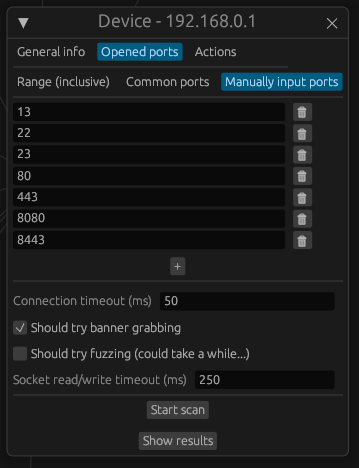 Device - 192.168.0.1
General info Opened ports Actions
Range (inclusive) Common ports Manually input ports
13
22
23
80
443
8080
8443
+
Connection timeout (ms) 50
Should try banner grabbing
Should try fuzzing (could take a while...)
Socket read/write timeout (ms) 250
Start scan
Show results